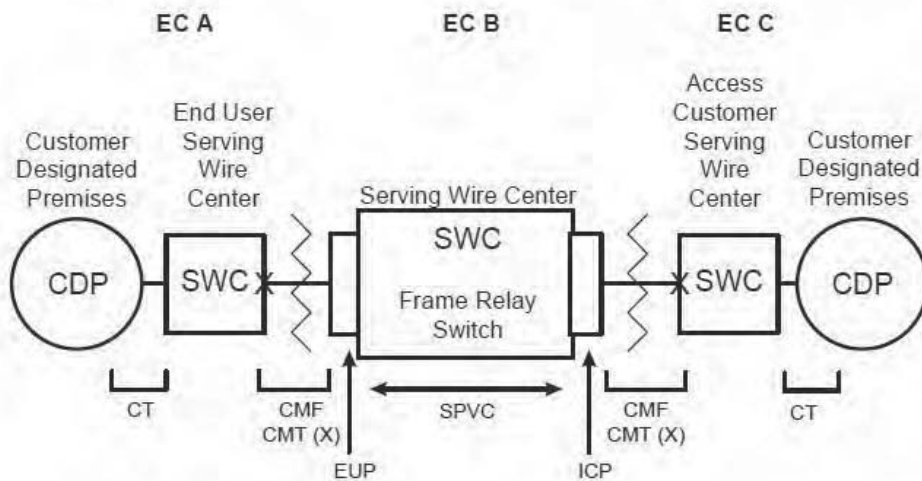 EC A
EC B
EC C
Customer
Designated
Premises
End User
Serving
Wire
Center
Serving Wire Center
Access
Customer
Serving
Wire
Center
Customer
Designated
Premises
CDP
SWC
X
SWC
Frame Relay
Switch
X
SWC
CDP
CT
CMF
CMT (X)
SPVC
CMF
CMT (X)
CT
EUP
ICP